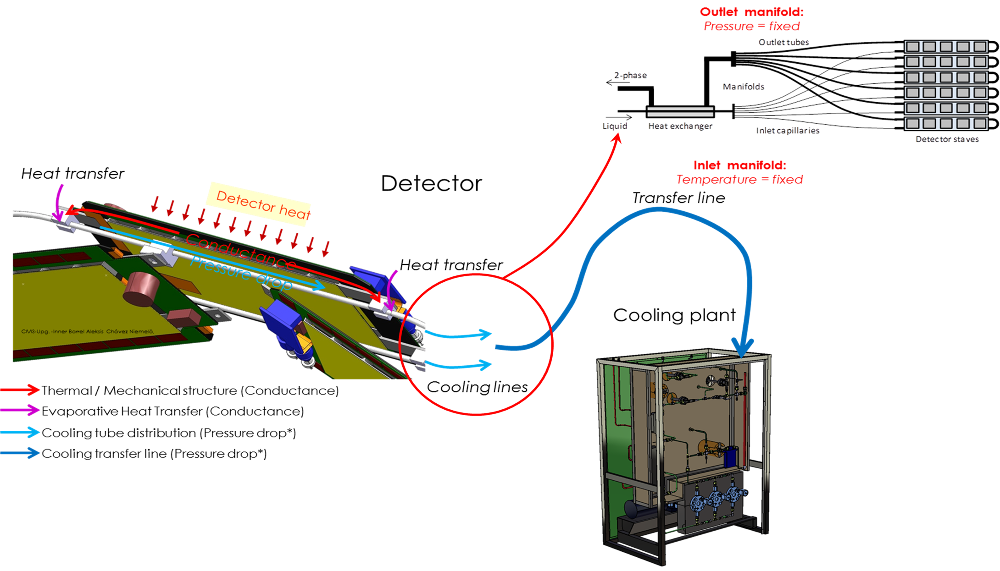 Outlet manifold:
Pressure = fixed
Outlet tubes
2-phase
Manifolds
Liquid
Heat exchanger
Inlet capillaries
Detector staves
Inlet manifold:
Temperature = fixed
Transfer line
Heat transfer
Detector
Detector heat
Conductance
Pressure drop
Heat transfer
Cooling plant
CMS-Upg. -Inner Barrel Aleksis Chávez Niemelä,
Cooling lines
Thermal / Mechanical structure (Conductance)
Evaporative Heat Transfer (Conductance)
Cooling tube distribution (Pressure drop*)
Cooling transfer line (Pressure drop*)